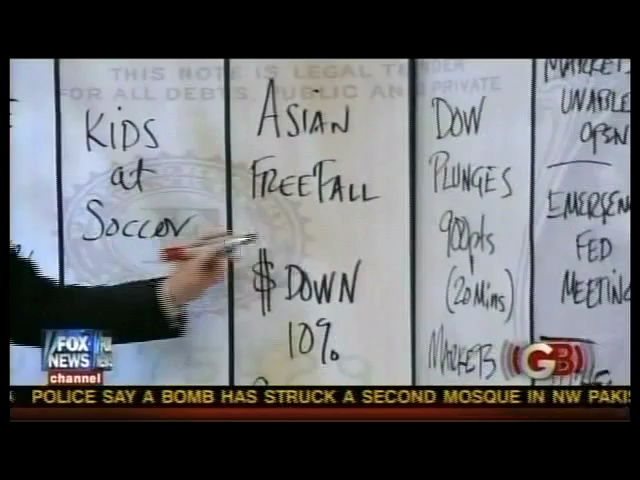 THIS NOTE IS LEGAL TENDER
FOR ALL DEBTS, PUBLIC AND PRIVATE
KIDS
at
Soccer
ASIAN
FREEFALL
$ DOWN
10%
DOW
PLUNGES
900pts
(20 Mins)
MARKETS
MARKETS
UNABLE
OPEN
EMERGEN
FED
MEETING
FOX
NEWS
channel
GB
POLICE SAY A BOMB HAS STRUCK A SECOND MOSQUE IN NW PAKIS